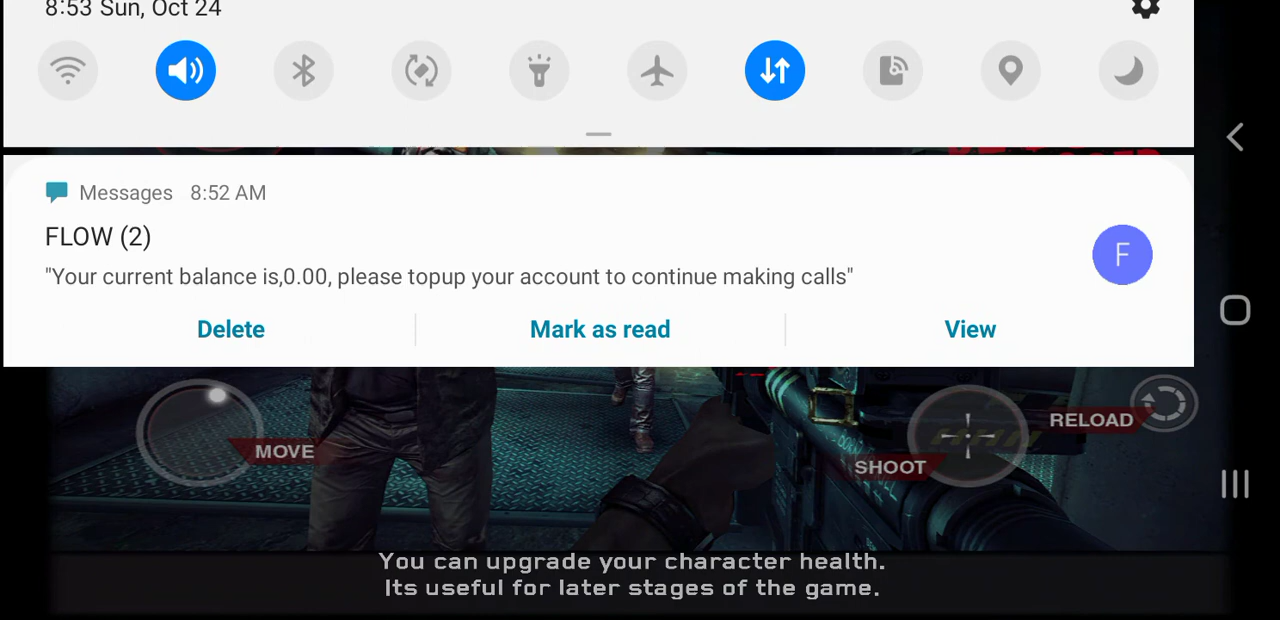 8:53 Sun, Oct 24
Messages 8:52 AM
FLOW (2)
F
"Your current balance is,0.00, please topup your account to continue making calls"
Delete Mark as read View
RELOAD
MOVE
SHOOT
You can upgrade your character health.
Its useful for later stages of the game.